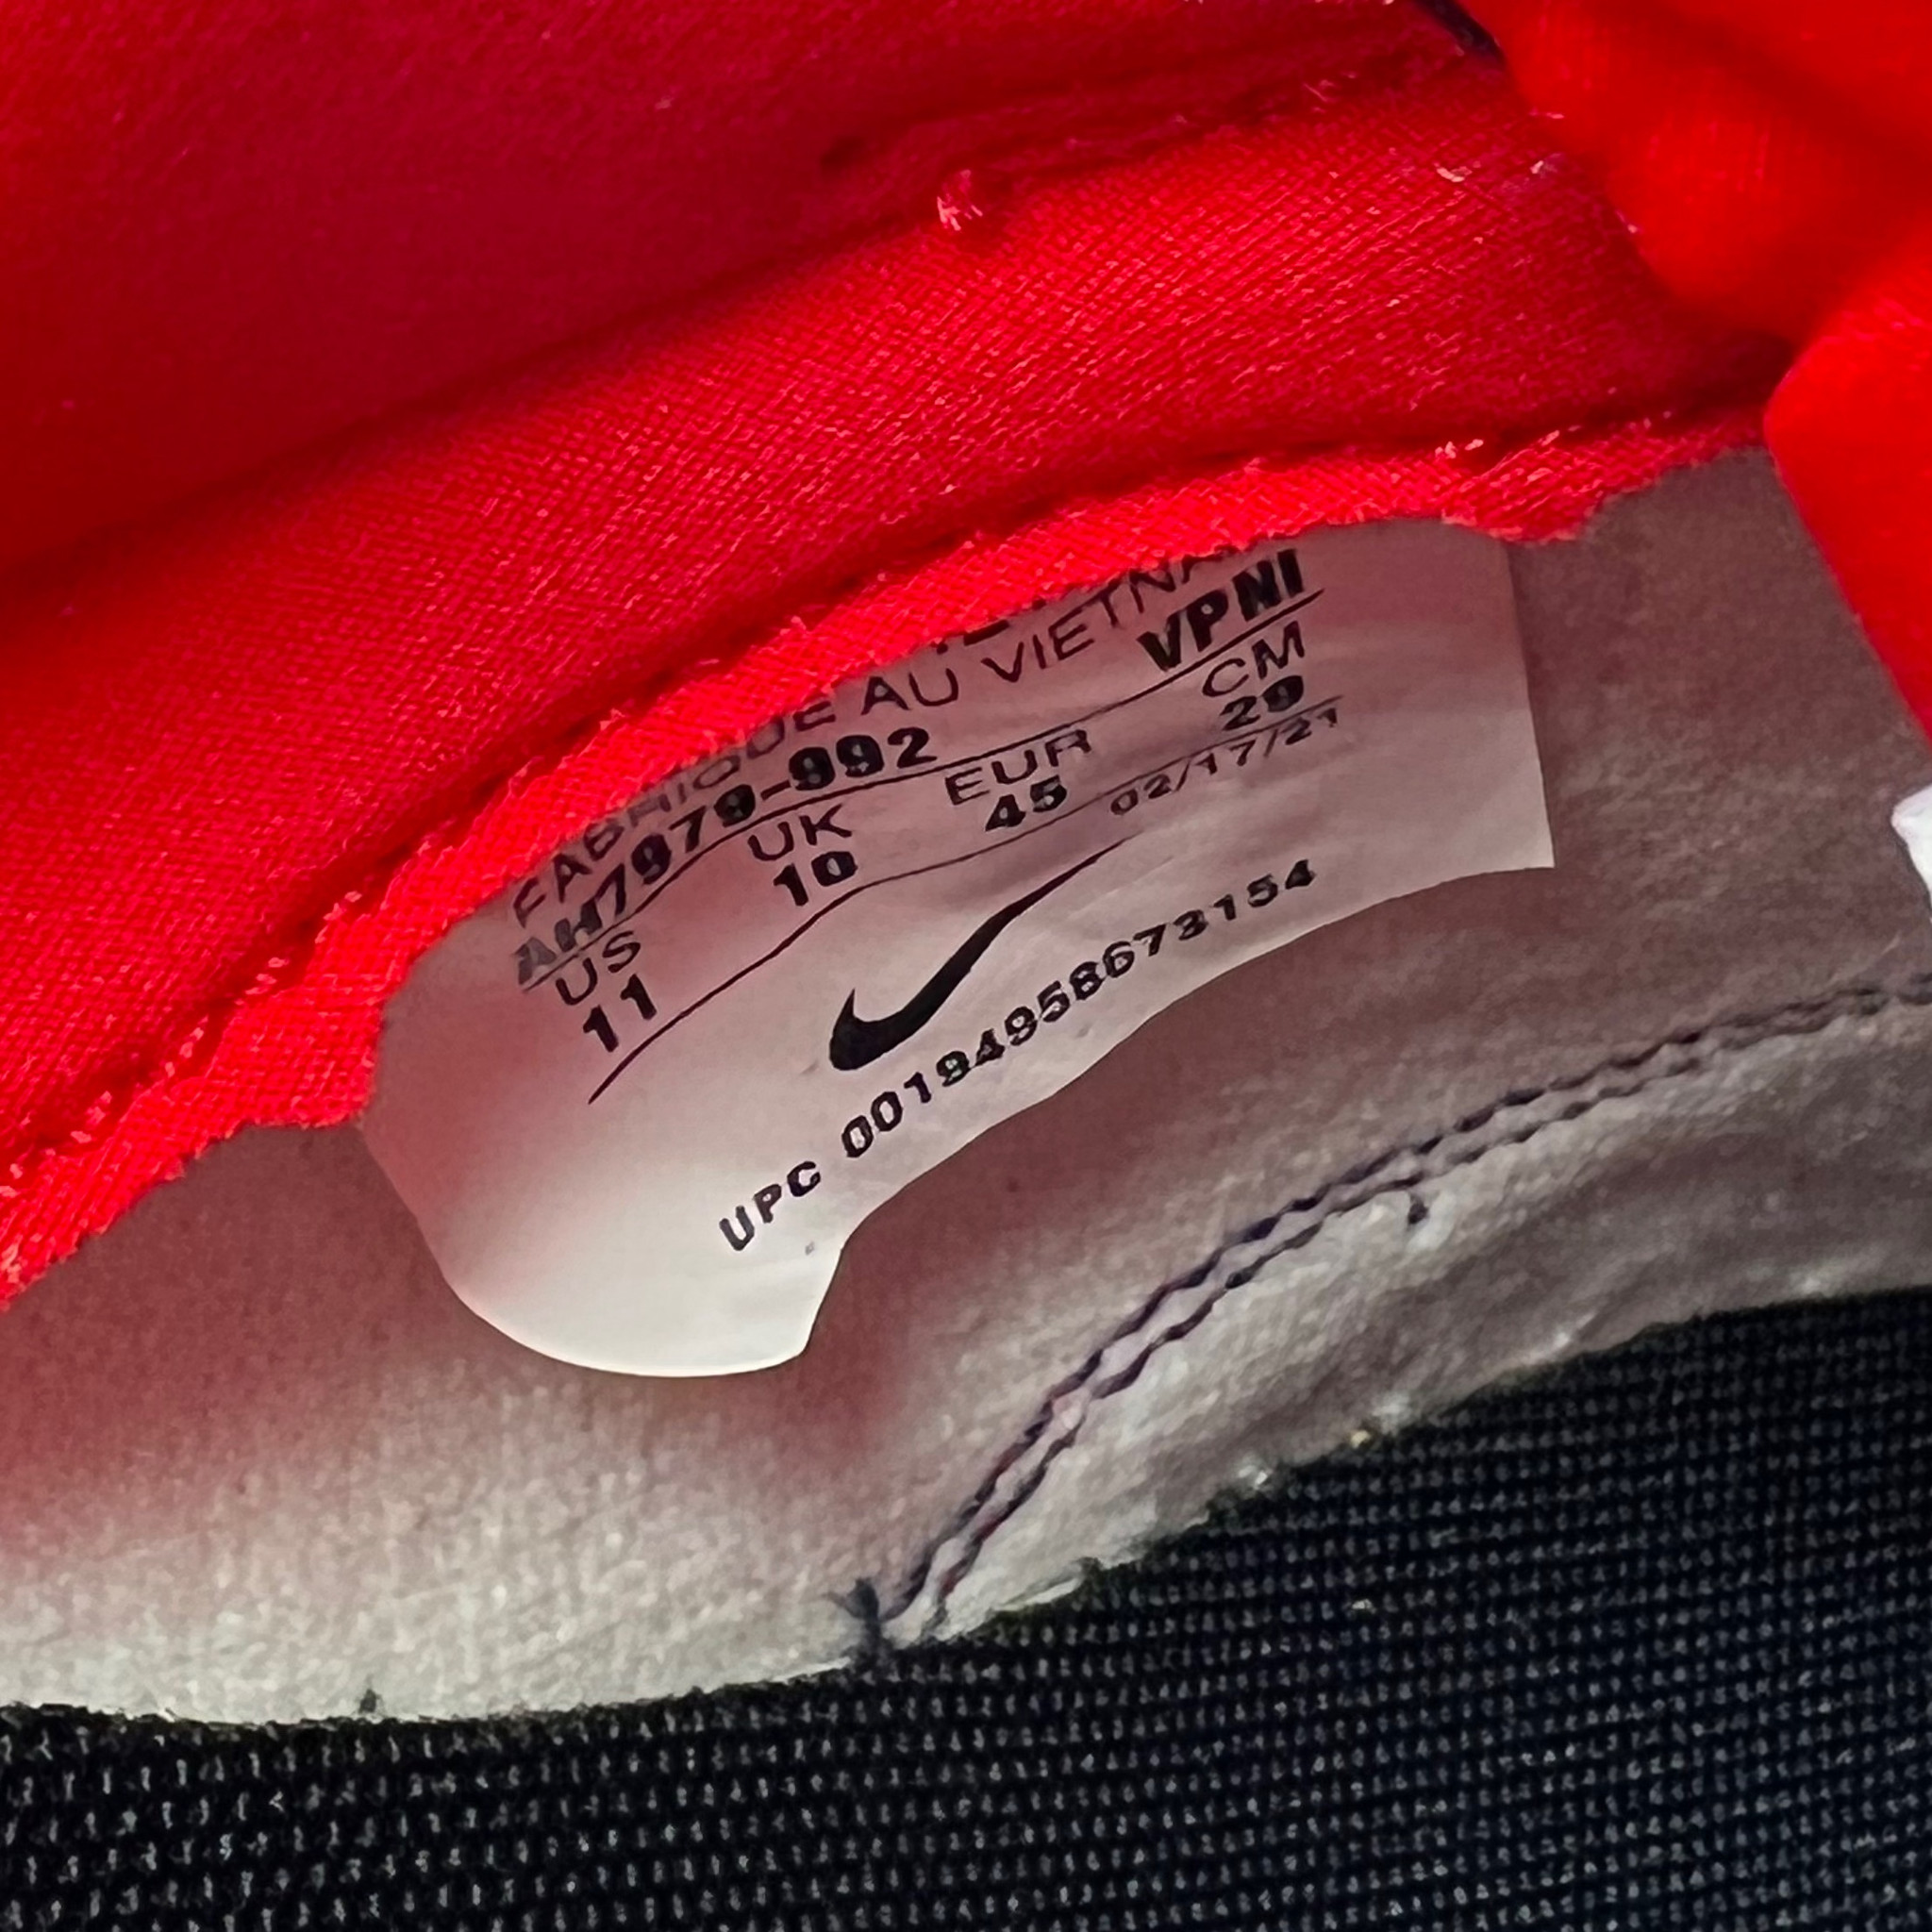 FABRIQUE AU VIETNAM
AH7979-992 VPNI
US UK EUR CM
11 10 45 29
02/17/21
UPC 00194958673154